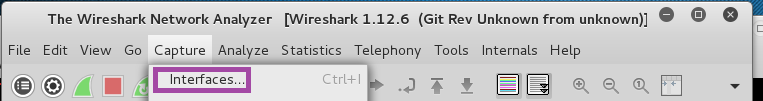 The Wireshark Network Analyzer [Wireshark 1.12.6 (Git Rev Unknown from unknown)]
File Edit View Go Capture Analyze Statistics Telephony Tools Internals Help
Interfaces... Ctrl+I